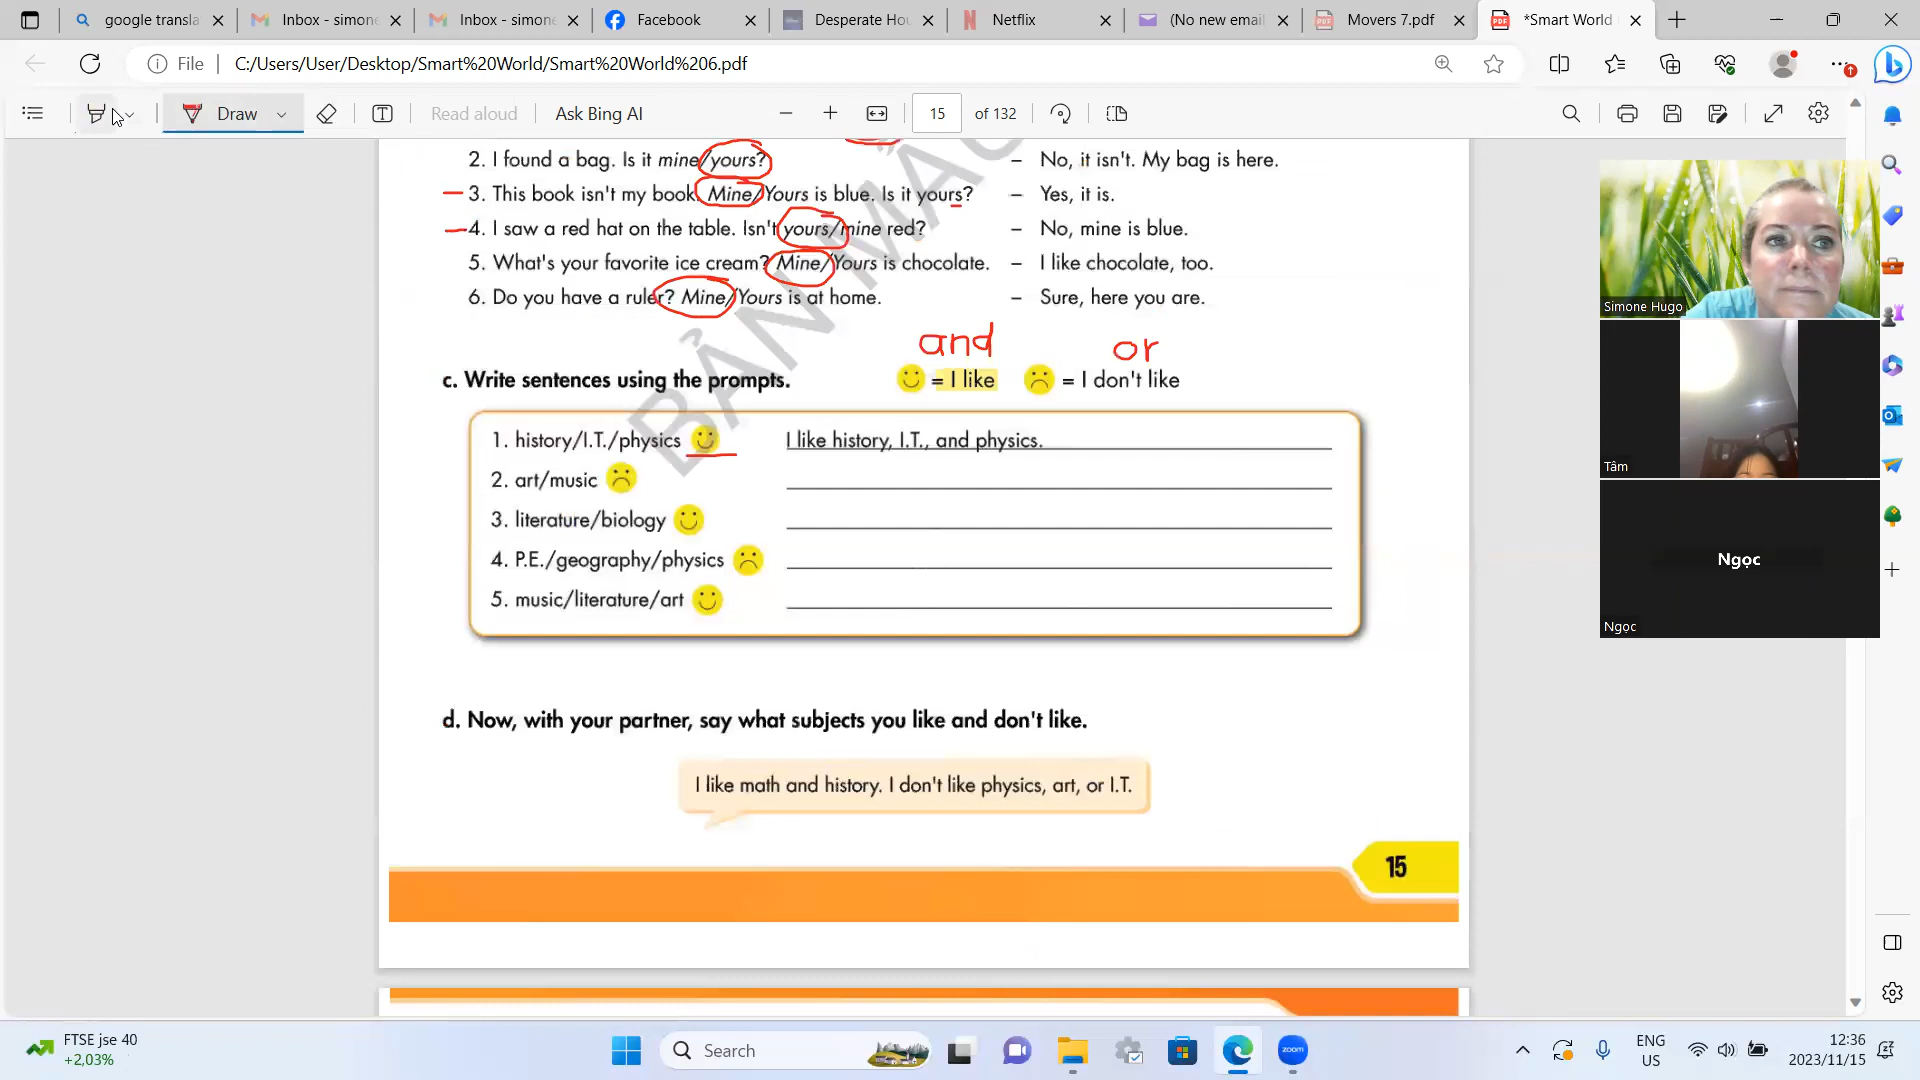 google transla
Inbox - simone
Inbox - simone
Facebook
Desperate Hou
Netflix
(No new email
Movers 7.pdf
*Smart World
File
C:/Users/User/Desktop/Smart%20World/Smart%20World%206.pdf
Draw
Read aloud
Ask Bing AI
15
of 132
2. I found a bag. Is it mine/yours? – No, it isn't. My bag is here.
3. This book isn't my book. Mine/Yours is blue. Is it yours? – Yes, it is.
4. I saw a red hat on the table. Isn't yours/mine red? – No, mine is blue.
5. What's your favorite ice cream? Mine/Yours is chocolate. – I like chocolate, too.
6. Do you have a ruler? Mine/Yours is at home. – Sure, here you are.
and or
c. Write sentences using the prompts. = I like = I don't like
1. history/I.T./physics I like history, I.T., and physics.
2. art/music
3. literature/biology
4. P.E./geography/physics
5. music/literature/art
d. Now, with your partner, say what subjects you like and don't like.
I like math and history. I don't like physics, art, or I.T.
15
BẢN MẪU
Simone Hugo
Tâm
Ngọc
Ngọc
FTSE jse 40
+2,03%
Search
zoom
ENG
US
12:36
2023/11/15